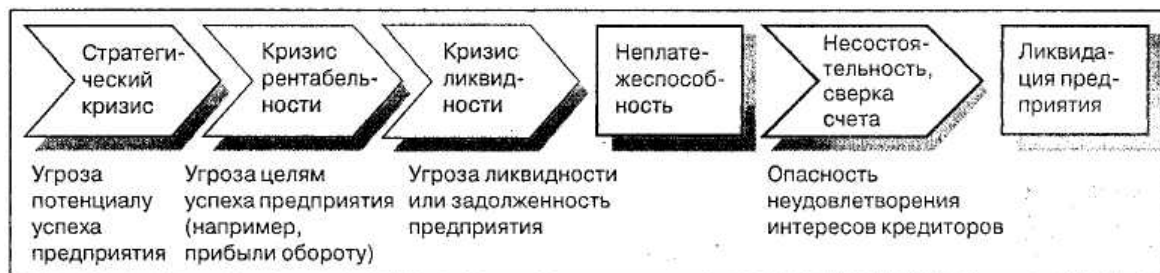 Стратеги-
ческий
кризис
Кризис
рентабель-
ности
Кризис
ликвид-
ности
Неплате-
жеспособ-
ность
Несостоя-
тельность,
сверка
счета
Ликвида-
ция пред-
приятия
Угроза
потенциалу
успеха
предприятия
Угроза целям
успеха предприятия
(например,
прибыли обороту)
Угроза ликвидности
или задолженность
предприятия
Опасность
неудовлетворения
интересов кредиторов